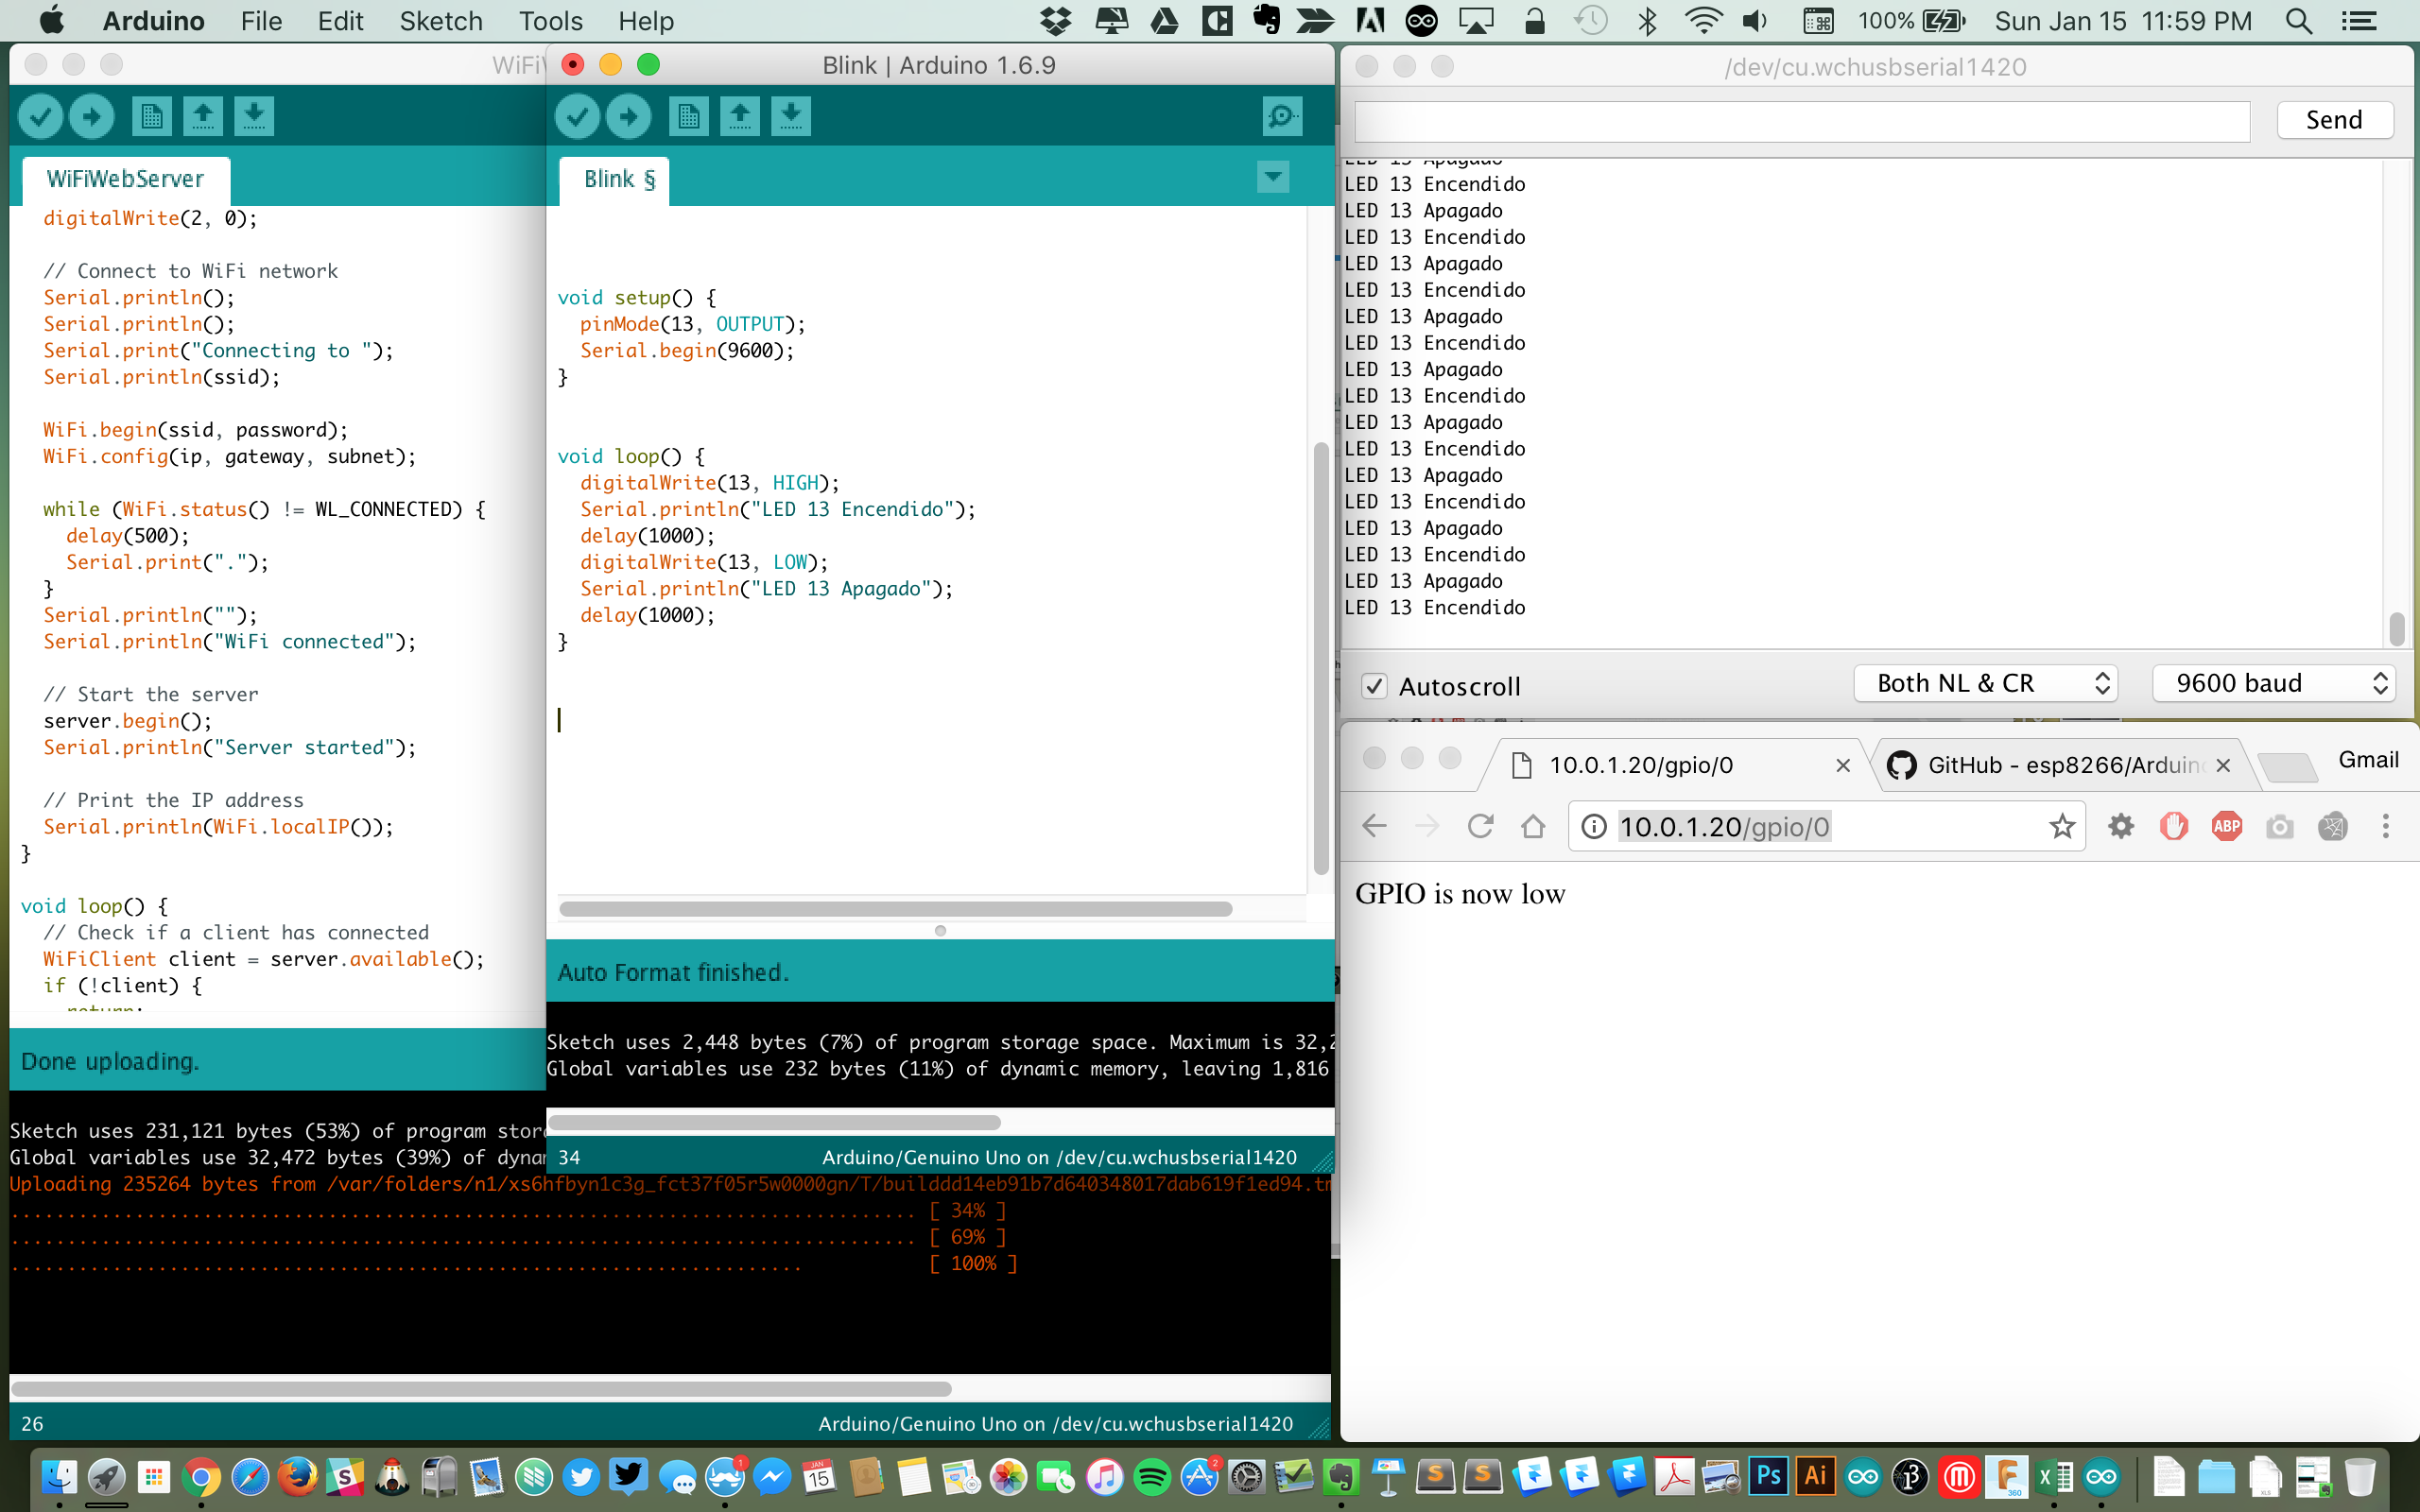 Arduino File Edit Sketch Tools Help
100% Sun Jan 15 11:59 PM
WiFi
WiFiWebServer
digitalWrite(2, 0);
// Connect to WiFi network
Serial.println();
Serial.println();
Serial.print("Connecting to ");
Serial.println(ssid);
WiFi.begin(ssid, password);
WiFi.config(ip, gateway, subnet);
while (WiFi.status() != WL_CONNECTED) {
delay(500);
Serial.print(".");
}
Serial.println("");
Serial.println("WiFi connected");
// Start the server
server.begin();
Serial.println("Server started");
// Print the IP address
Serial.println(WiFi.localIP());
}
void loop() {
// Check if a client has connected
WiFiClient client = server.available();
if (!client) {
return;
Done uploading.
Sketch uses 231,121 bytes (53%) of program stor
Global variables use 32,472 bytes (39%) of dyna
Uploading 235264 bytes from /var/folders/n1/xs6hfbyn1c3g_fct37f05r5w0000gn/T/builddd14eb91b7d640348017dab619f1ed94.tm
[ 34% ]
[ 69% ]
[ 100% ]
26 Arduino/Genuino Uno on /dev/cu.wchusbserial1420
Blink | Arduino 1.6.9
Blink §
void setup() {
pinMode(13, OUTPUT);
Serial.begin(9600);
}
void loop() {
digitalWrite(13, HIGH);
Serial.println("LED 13 Encendido");
delay(1000);
digitalWrite(13, LOW);
Serial.println("LED 13 Apagado");
delay(1000);
}
Auto Format finished.
Sketch uses 2,448 bytes (7%) of program storage space. Maximum is 32,2
Global variables use 232 bytes (11%) of dynamic memory, leaving 1,816
34 Arduino/Genuino Uno on /dev/cu.wchusbserial1420
/dev/cu.wchusbserial1420
Send
LED 13 Apagado
LED 13 Encendido
LED 13 Apagado
LED 13 Encendido
LED 13 Apagado
LED 13 Encendido
LED 13 Apagado
LED 13 Encendido
LED 13 Apagado
LED 13 Encendido
LED 13 Apagado
LED 13 Encendido
LED 13 Apagado
LED 13 Encendido
LED 13 Apagado
LED 13 Encendido
LED 13 Apagado
LED 13 Encendido
Autoscroll Both NL & CR 9600 baud
10.0.1.20/gpio/0 GitHub - esp8266/Arduino Gmail
10.0.1.20/gpio/0 ABP
GPIO is now low
S 1 JAN 15 2 S S Ps Ai 360 X XLS